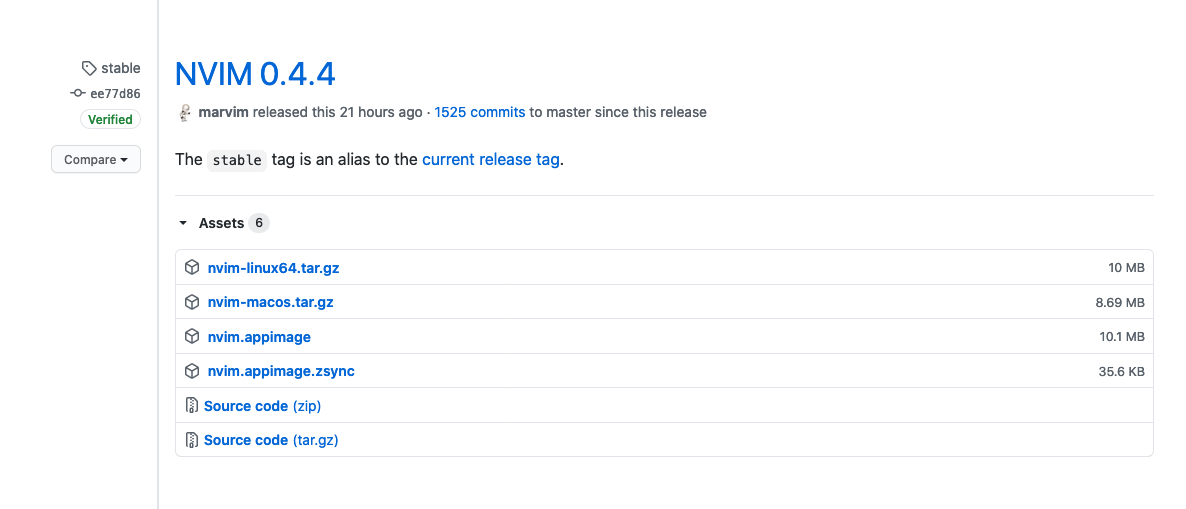 stable
ee77d86
Verified
Compare
NVIM 0.4.4
marvim released this 21 hours ago · 1525 commits to master since this release
The stable tag is an alias to the current release tag.
Assets 6
nvim-linux64.tar.gz 10 MB
nvim-macos.tar.gz 8.69 MB
nvim.appimage 10.1 MB
nvim.appimage.zsync 35.6 KB
Source code (zip)
Source code (tar.gz)